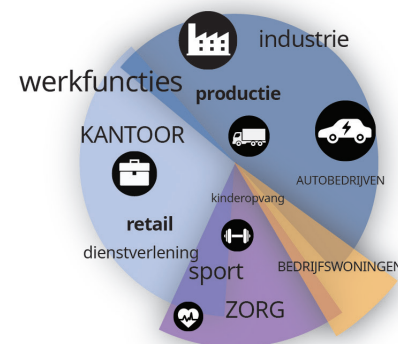 industrie
werkfuncties
productie
KANTOOR
AUTOBEDRIJVEN
kinderopvang
retail
dienstverlening
sport
BEDRIJFSWONINGEN
ZORG